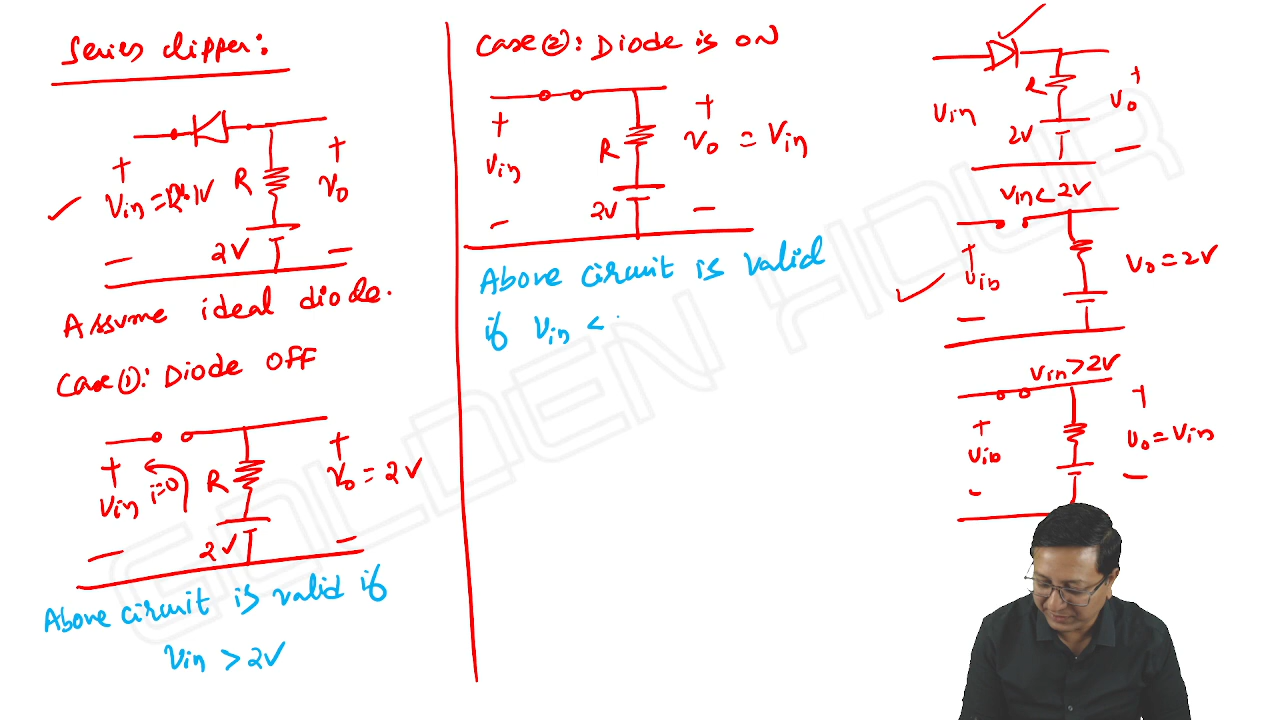 Series clipper:
+
Vin =
R
+
V0
2V
-
-
Assume ideal diode.
Case ①: Diode OFF
+
Vin
i=0
R
+
V0 = 2V
2V
-
-
Above circuit is valid if
Vin > 2V
Case ②: Diode is on
+
Vin
R
+
V0 = Vin
2V
-
-
Above circuit is valid
if Vin <
Vin
R
+
V0
2V
-
Vin < 2V
+
Vin
V0 = 2V
-
Vin > 2V
+
Vin
+
V0 = Vin
-
-
GOLDEN AIOUR